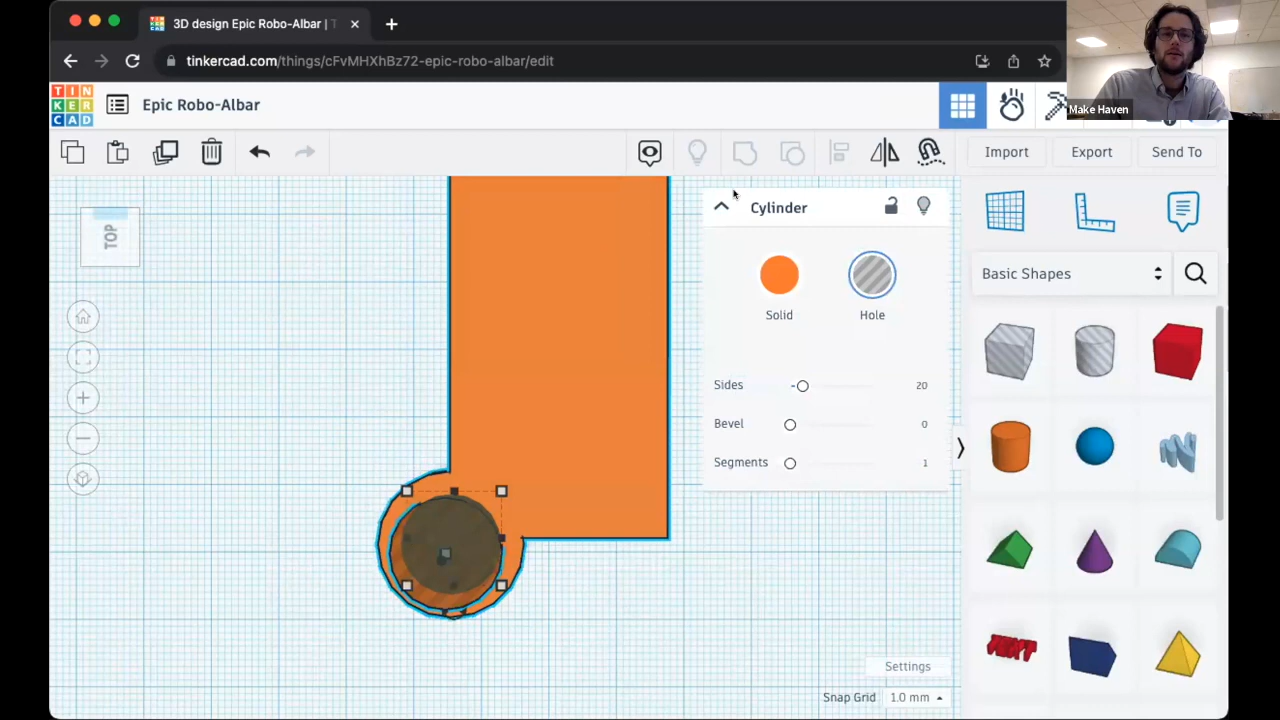 3D design Epic Robo-Albar | T
tinkercad.com/things/cFvMHXhBz72-epic-robo-albar/edit
Make Haven
TIN
KER
CAD
Epic Robo-Albar
Import
Export
Send To
TOP
Cylinder
Solid
Hole
Sides
20
Bevel
0
Segments
1
Basic Shapes
TEXT
Settings
Snap Grid
1.0 mm